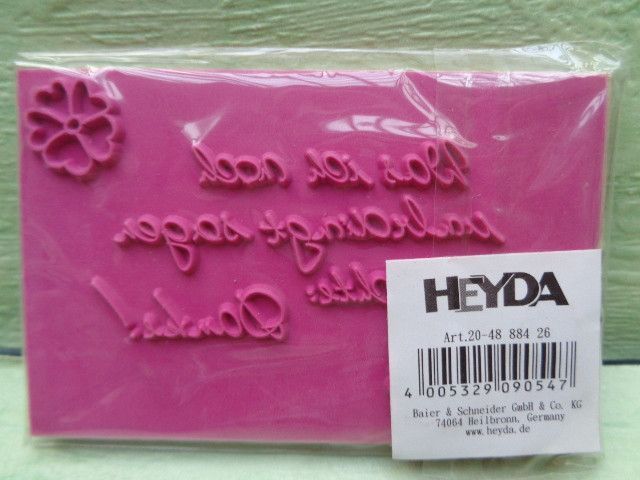 Was ich noch
unbedingt sagen
wollte:
Danke!
HEYDA
Art.20-48 884 26
4 005329 090547
Baier & Schneider GmbH & Co. KG
74064 Heilbronn, Germany
www.heyda.de